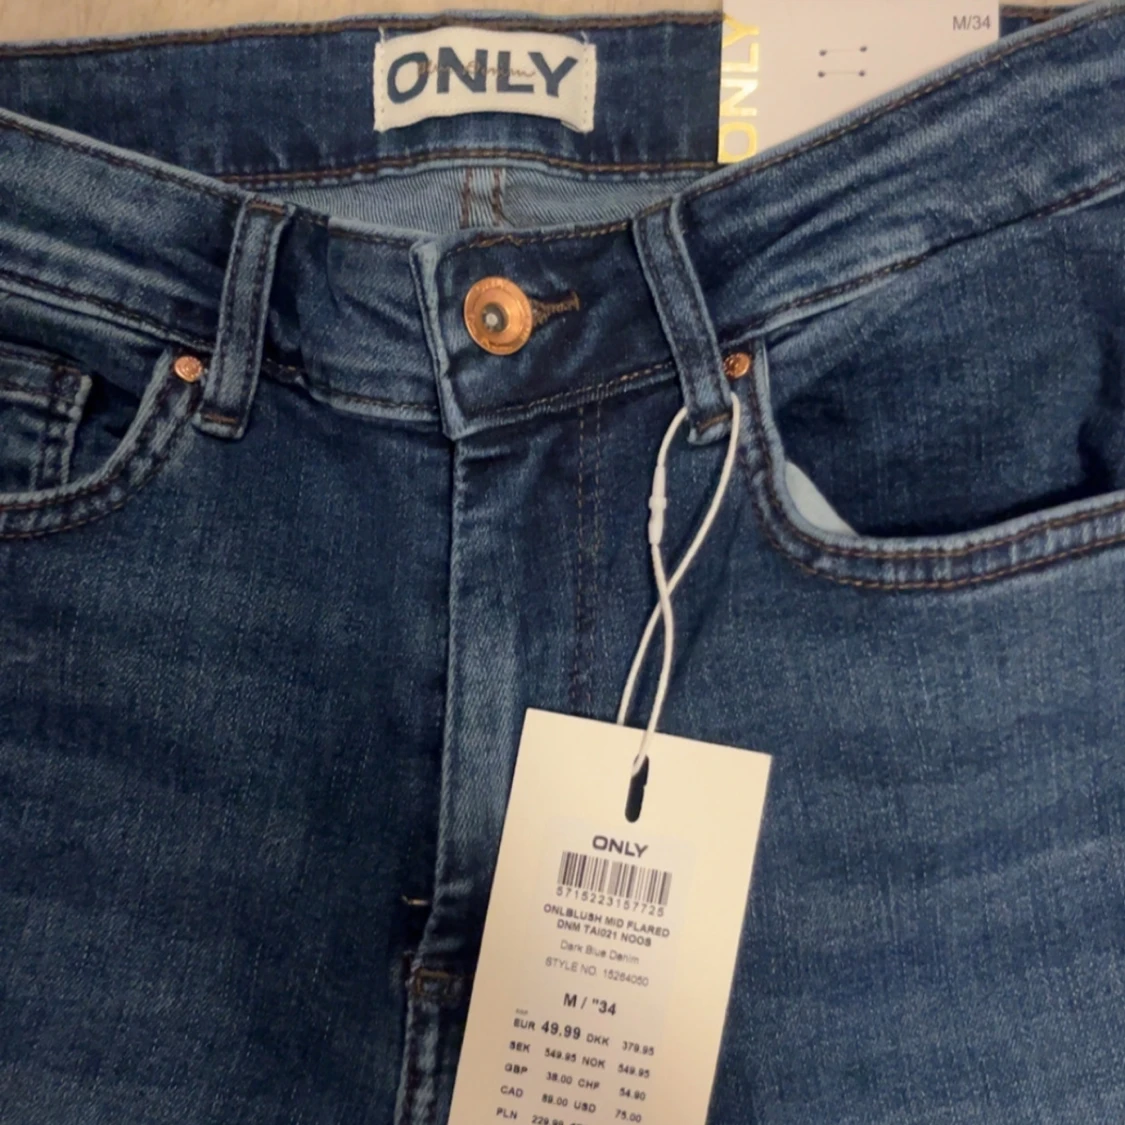 ONLY
M/34
ONLY
ONLY
5715223157725
ONLBLUSH MID FLARED
DNM TAI021 NOOS
Dark Blue Denim
STYLE NO. 15264050
M / "34
EUR 49.99 DKK 379.95
SEK 549.95 NOK 549.95
GBP 38.00 CHF 54.90
CAD 89.00 USD 75.00
PLN 229.99